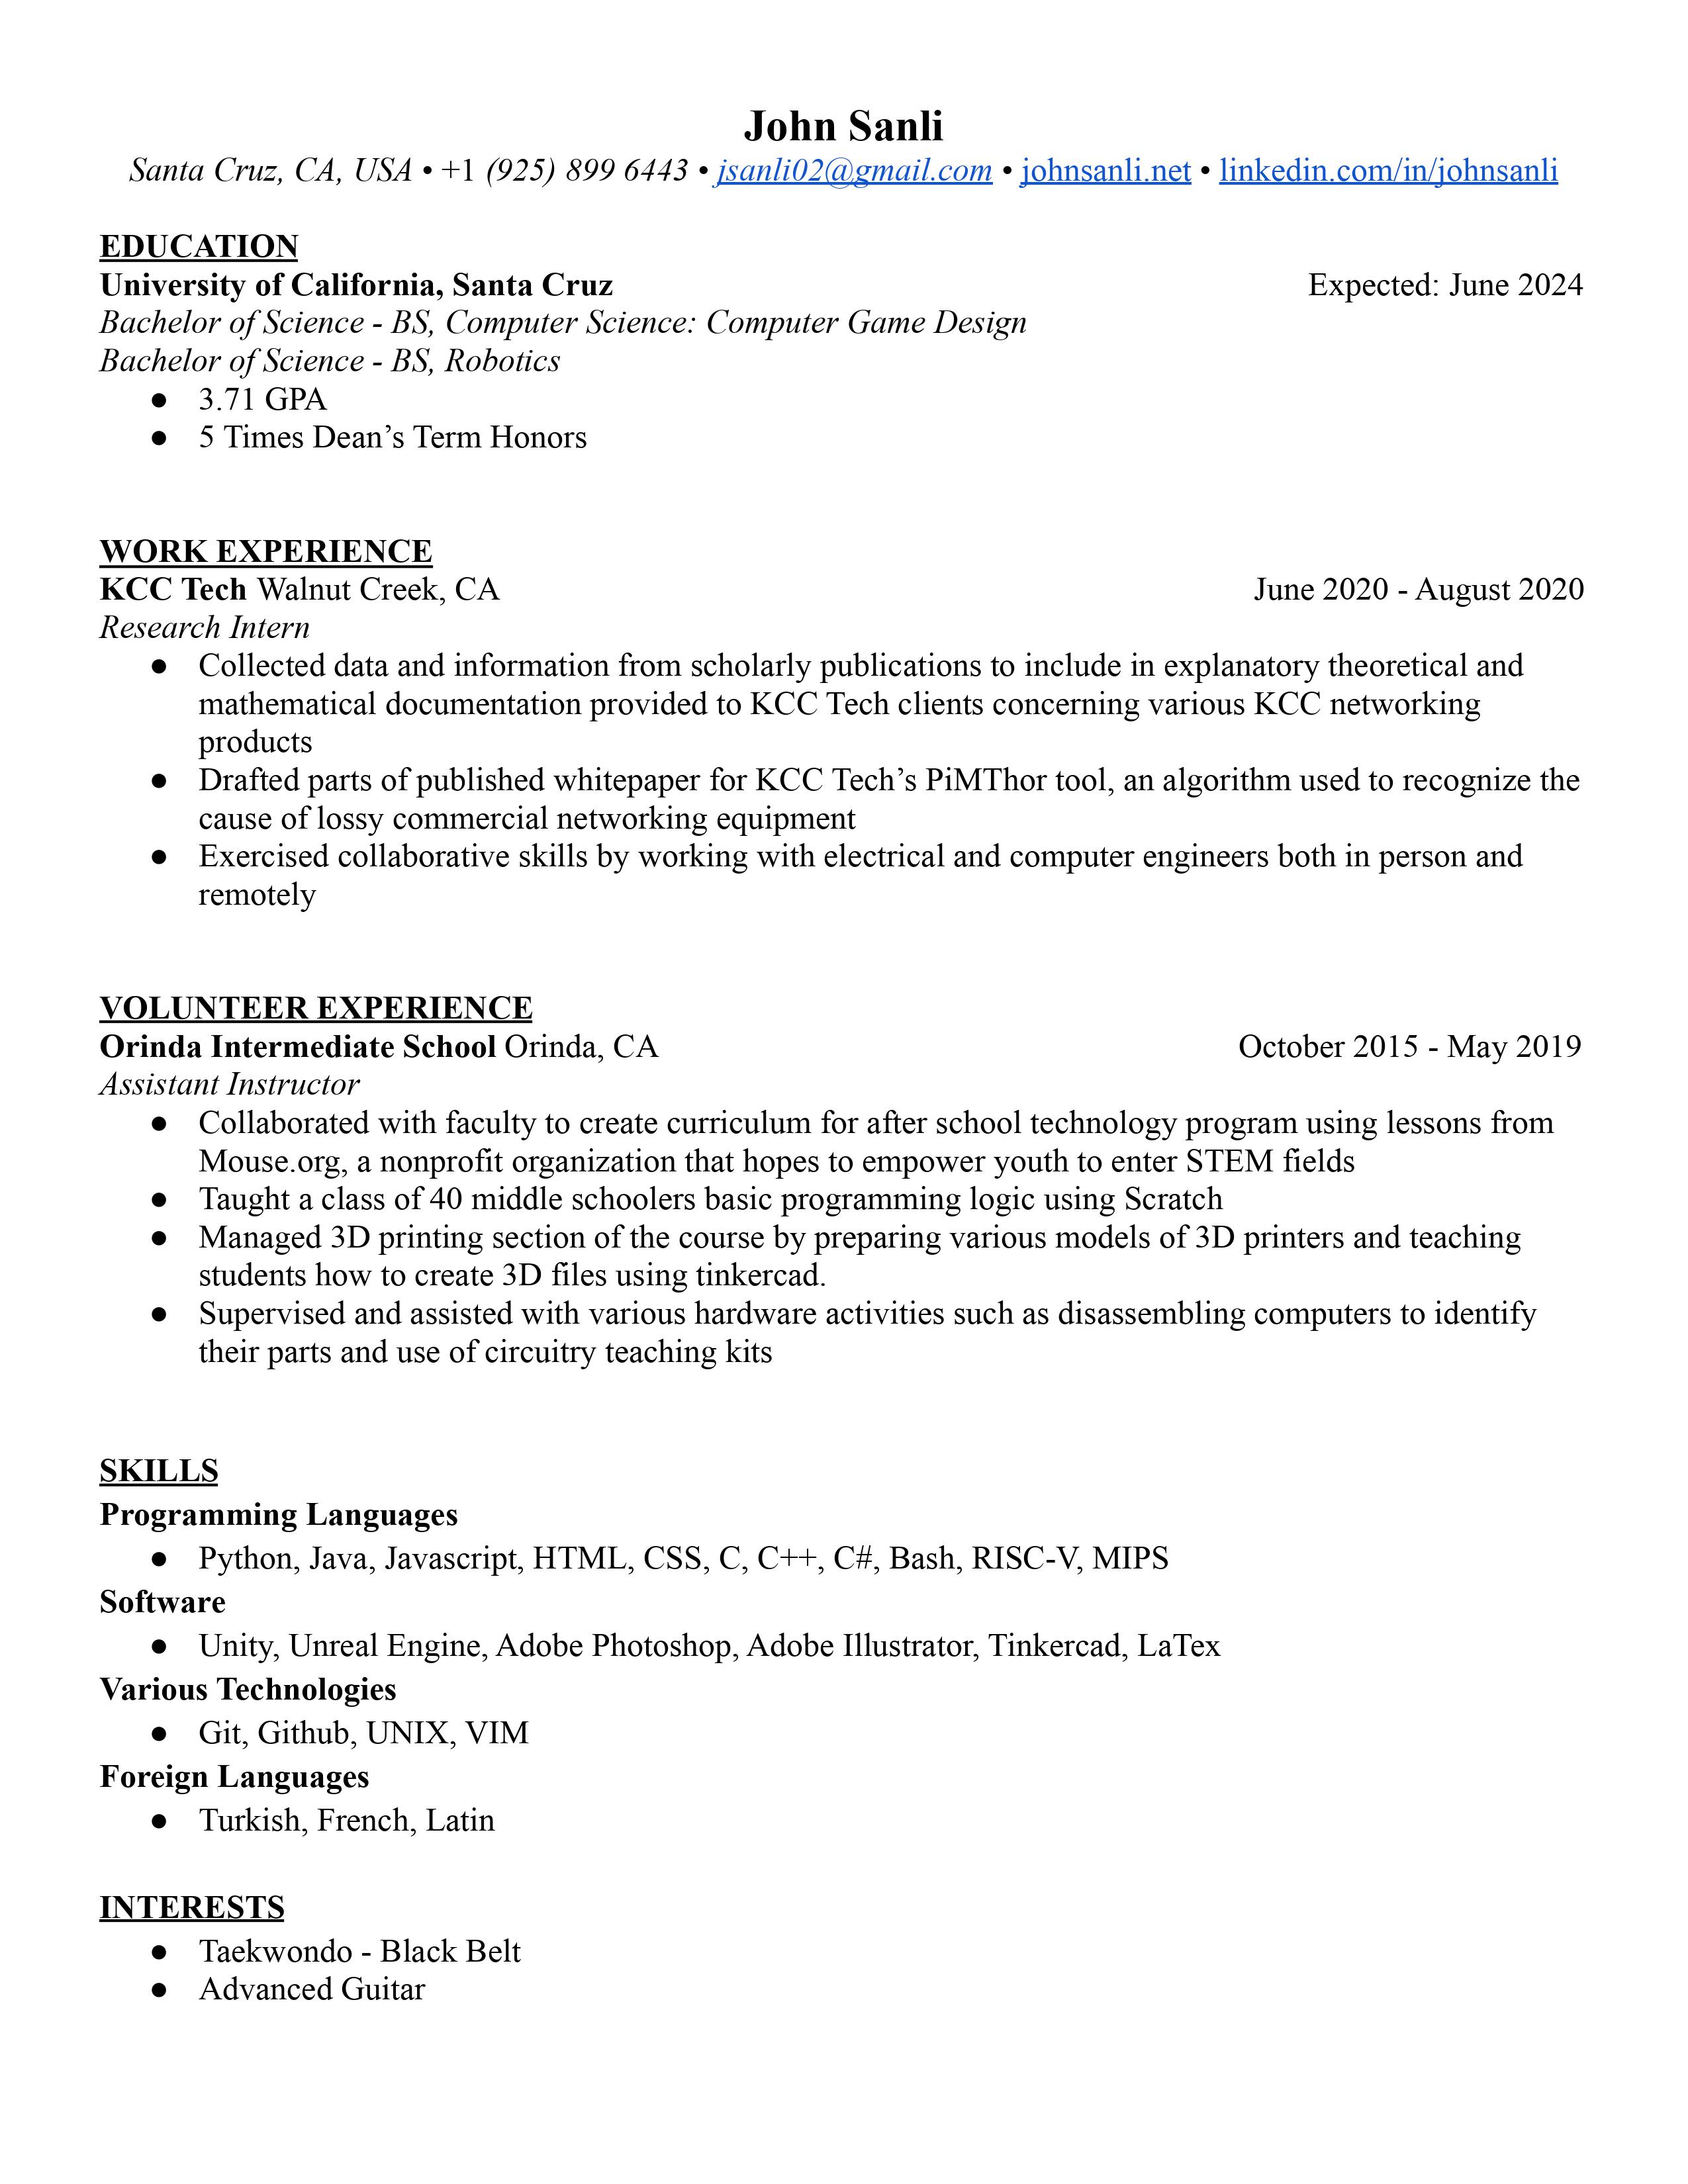 John Sanli
Santa Cruz, CA, USA • +1 (925) 899 6443 • jsanli02@gmail.com • johnsanli.net • linkedin.com/in/johnsanli
EDUCATION
University of California, Santa Cruz Expected: June 2024
Bachelor of Science - BS, Computer Science: Computer Game Design
Bachelor of Science - BS, Robotics
● 3.71 GPA
● 5 Times Dean’s Term Honors
WORK EXPERIENCE
KCC Tech Walnut Creek, CA June 2020 - August 2020
Research Intern
● Collected data and information from scholarly publications to include in explanatory theoretical and
mathematical documentation provided to KCC Tech clients concerning various KCC networking
products
● Drafted parts of published whitepaper for KCC Tech’s PiMThor tool, an algorithm used to recognize the
cause of lossy commercial networking equipment
● Exercised collaborative skills by working with electrical and computer engineers both in person and
remotely
VOLUNTEER EXPERIENCE
Orinda Intermediate School Orinda, CA October 2015 - May 2019
Assistant Instructor
● Collaborated with faculty to create curriculum for after school technology program using lessons from
Mouse.org, a nonprofit organization that hopes to empower youth to enter STEM fields
● Taught a class of 40 middle schoolers basic programming logic using Scratch
● Managed 3D printing section of the course by preparing various models of 3D printers and teaching
students how to create 3D files using tinkercad.
● Supervised and assisted with various hardware activities such as disassembling computers to identify
their parts and use of circuitry teaching kits
SKILLS
Programming Languages
● Python, Java, Javascript, HTML, CSS, C, C++, C#, Bash, RISC-V, MIPS
Software
● Unity, Unreal Engine, Adobe Photoshop, Adobe Illustrator, Tinkercad, LaTex
Various Technologies
● Git, Github, UNIX, VIM
Foreign Languages
● Turkish, French, Latin
INTERESTS
● Taekwondo - Black Belt
● Advanced Guitar